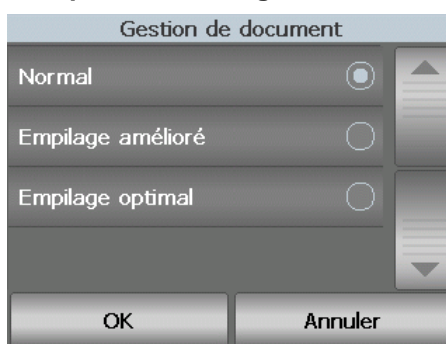 Gestion de document
Normal
Empilage amélioré
Empilage optimal
OK
Annuler